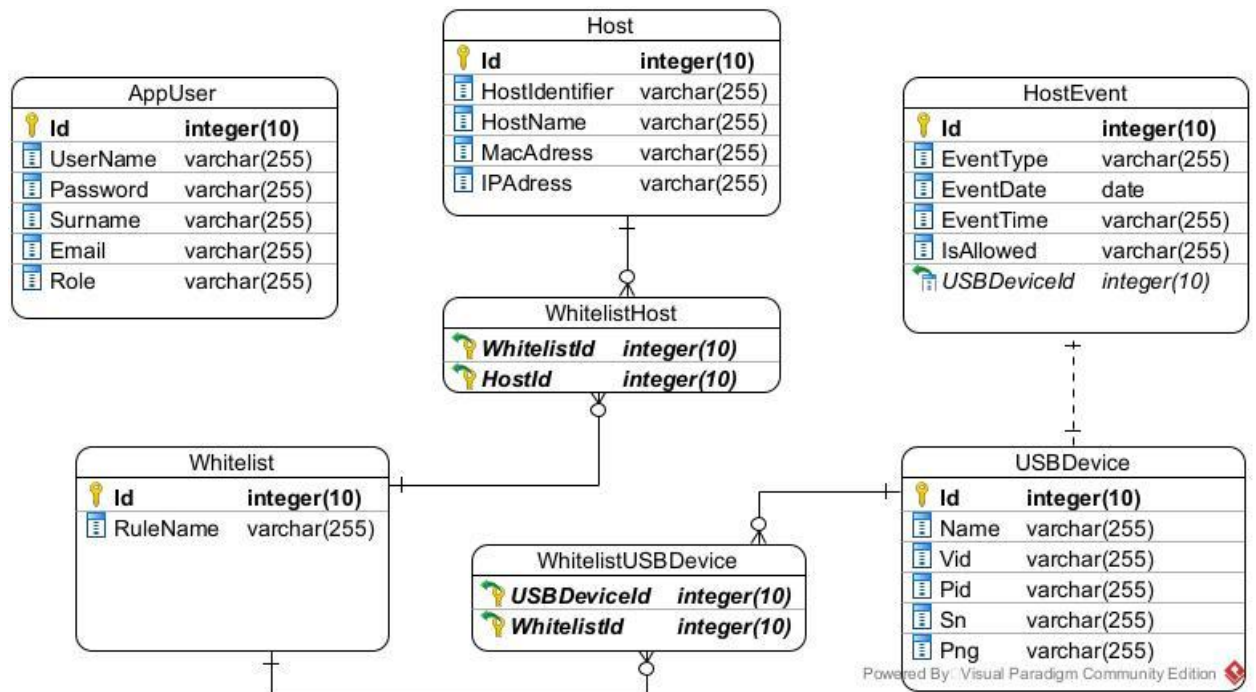 Host
Id integer(10)
HostIdentifier varchar(255)
HostName varchar(255)
MacAdress varchar(255)
IPAdress varchar(255)
AppUser
Id integer(10)
UserName varchar(255)
Password varchar(255)
Surname varchar(255)
Email varchar(255)
Role varchar(255)
HostEvent
Id integer(10)
EventType varchar(255)
EventDate date
EventTime varchar(255)
IsAllowed varchar(255)
USBDeviceId integer(10)
WhitelistHost
WhitelistId integer(10)
HostId integer(10)
Whitelist
Id integer(10)
RuleName varchar(255)
WhitelistUSBDevice
USBDeviceId integer(10)
WhitelistId integer(10)
USBDevice
Id integer(10)
Name varchar(255)
Vid varchar(255)
Pid varchar(255)
Sn varchar(255)
Png varchar(255)
Powered By Visual Paradigm Community Edition